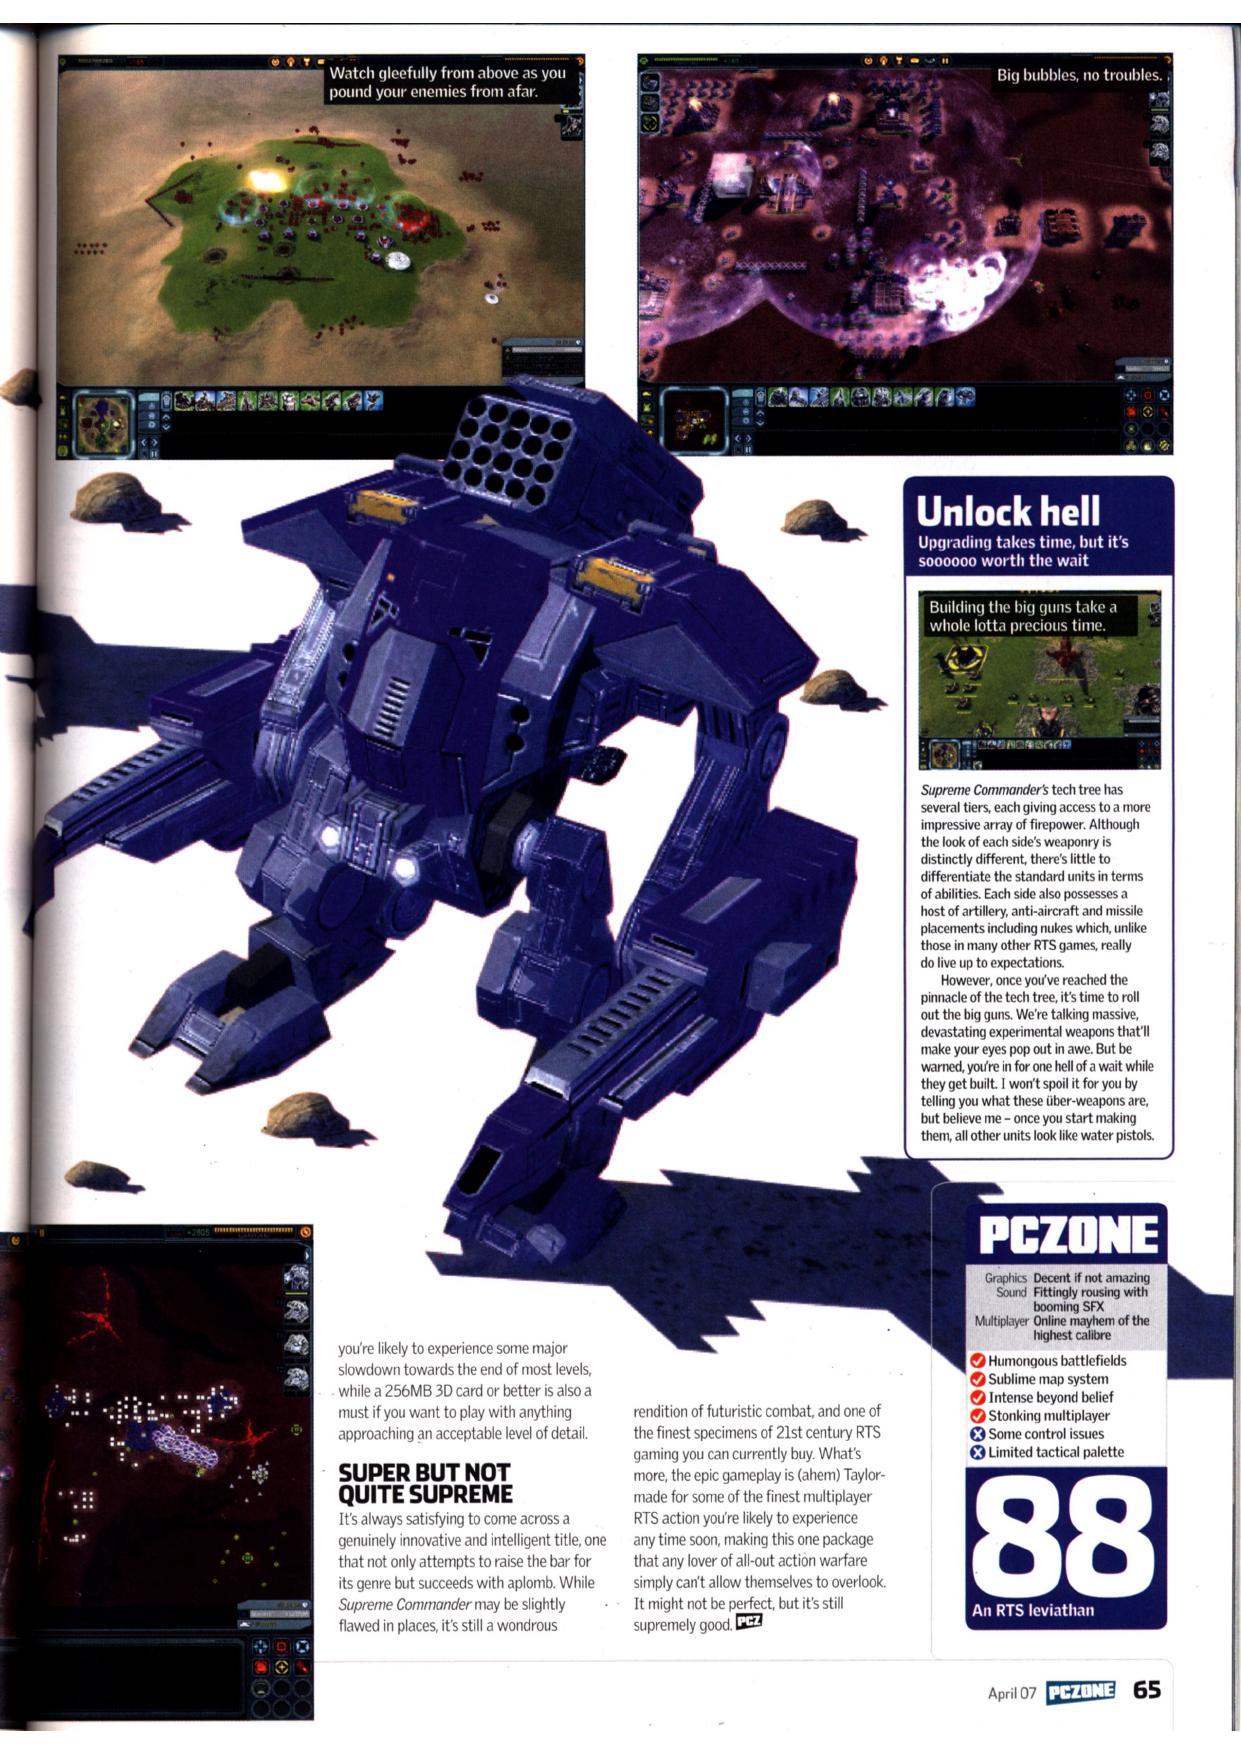 Watch gleefully from above as you
pound your enemies from afar.
Big bubbles, no troubles.
Unlock hell
Upgrading takes time, but it's
soooooo worth the wait
Building the big guns take a
whole lotta precious time.
Supreme Commander's tech tree has
several tiers, each giving access to a more
impressive array of firepower. Although
the look of each side's weaponry is
distinctly different, there's little to
differentiate the standard units in terms
of abilities. Each side also possesses a
host of artillery, anti-aircraft and missile
placements including nukes which, unlike
those in many other RTS games, really
do live up to expectations.
However, once you've reached the
pinnacle of the tech tree, it's time to roll
out the big guns. We're talking massive,
devastating experimental weapons that'll
make your eyes pop out in awe. But be
warned, you're in for one hell of a wait while
they get built. I won't spoil it for you by
telling you what these über-weapons are,
but believe me – once you start making
them, all other units look like water pistols.
you're likely to experience some major
slowdown towards the end of most levels,
while a 256MB 3D card or better is also a
must if you want to play with anything
approaching an acceptable level of detail.
SUPER BUT NOT
QUITE SUPREME
It's always satisfying to come across a
genuinely innovative and intelligent title, one
that not only attempts to raise the bar for
its genre but succeeds with aplomb. While
Supreme Commander may be slightly
flawed in places, it's still a wondrous
rendition of futuristic combat, and one of
the finest specimens of 21st century RTS
gaming you can currently buy. What's
more, the epic gameplay is (ahem) Taylor-
made for some of the finest multiplayer
RTS action you're likely to experience
any time soon, making this one package
that any lover of all-out action warfare
simply can't allow themselves to overlook.
It might not be perfect, but it's still
supremely good. PCZ
PCZONE
Graphics Decent if not amazing
Sound Fittingly rousing with
booming SFX
Multiplayer Online mayhem of the
highest calibre
Humongous battlefields
Sublime map system
Intense beyond belief
Stonking multiplayer
Some control issues
Limited tactical palette
88
An RTS leviathan
April 07 PCZONE 65